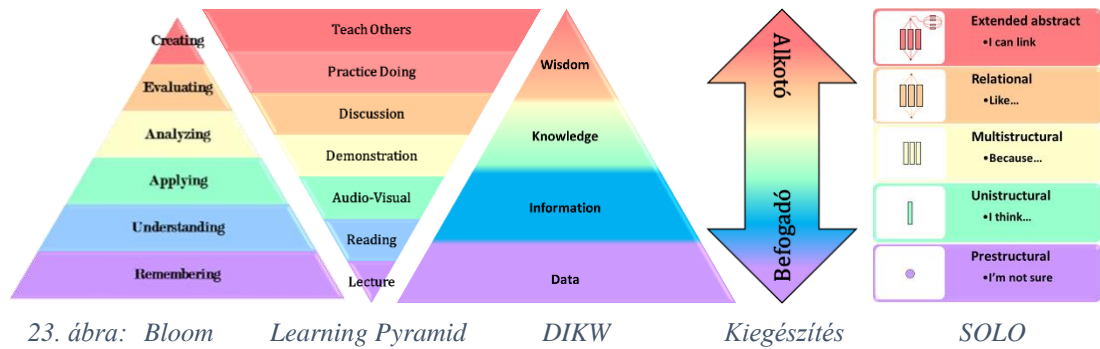 Creating
Evaluating
Analyzing
Applying
Understanding
Remembering
Teach Others
Practice Doing
Discussion
Demonstration
Audio-Visual
Reading
Lecture
Wisdom
Knowledge
Information
Data
Alkotó
Befogadó
Extended abstract
•I can link
Relational
•Like…
Multistructural
•Because…
Unistructural
•I think…
Prestructural
•I'm not sure
23. ábra: Bloom Learning Pyramid DIKW Kiegészítés SOLO